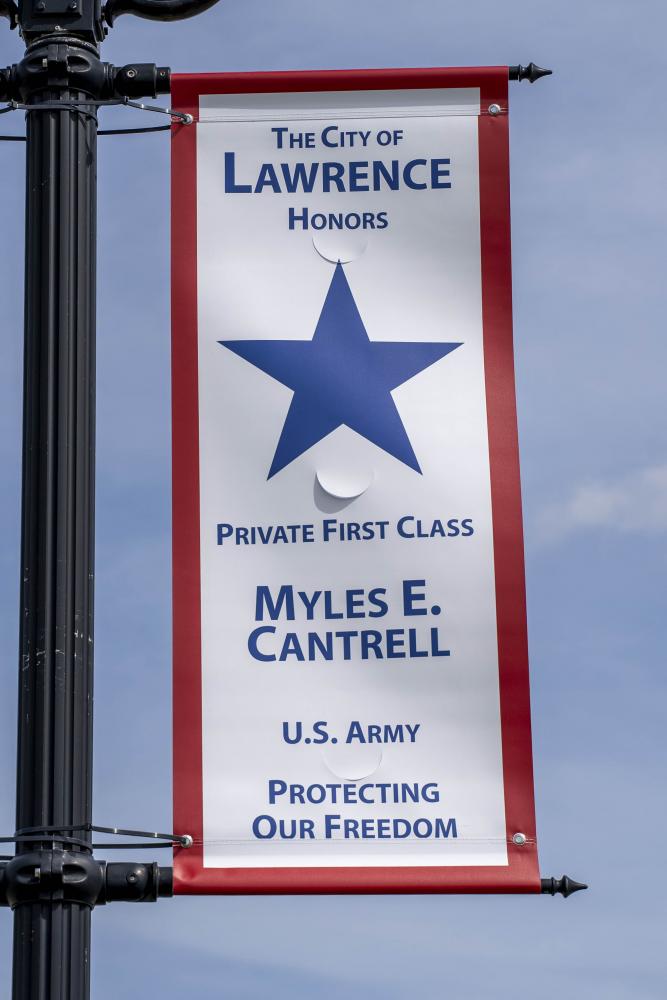 The City of
Lawrence
Honors
Private First Class
Myles E.
Cantrell
U.S. Army
Protecting
Our Freedom